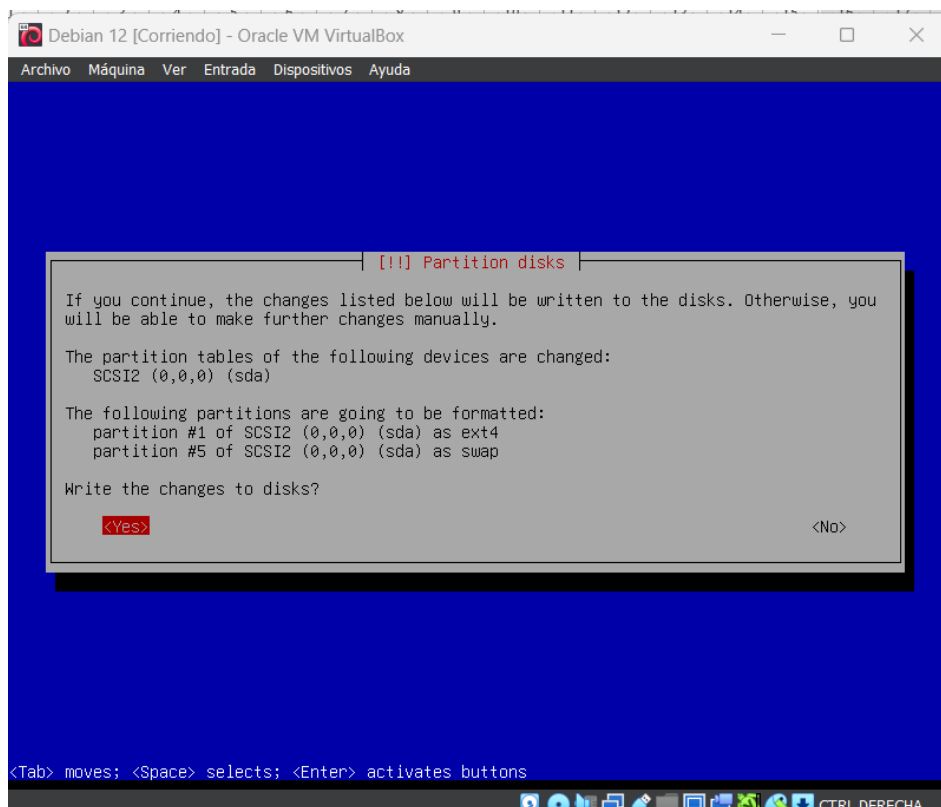 Debian 12 [Corriendo] - Oracle VM VirtualBox
Archivo Máquina Ver Entrada Dispositivos Ayuda
[!!] Partition disks
If you continue, the changes listed below will be written to the disks. Otherwise, you
will be able to make further changes manually.
The partition tables of the following devices are changed:
SCSI2 (0,0,0) (sda)
The following partitions are going to be formatted:
partition #1 of SCSI2 (0,0,0) (sda) as ext4
partition #5 of SCSI2 (0,0,0) (sda) as swap
Write the changes to disks?
<Yes> <No>
<Tab> moves; <Space> selects; <Enter> activates buttons
CTRL DERECHA